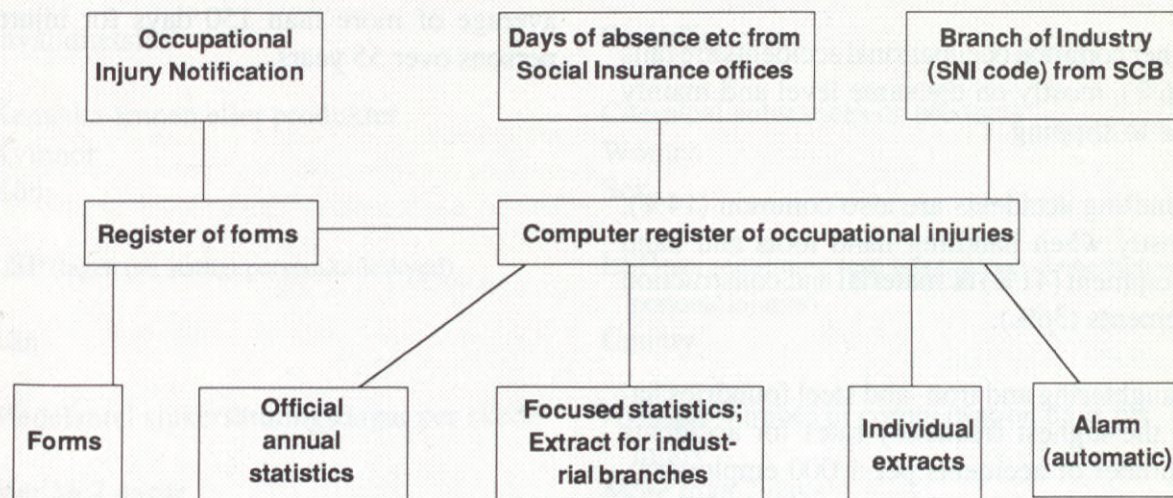 Occupational
Injury Notification
Days of absence etc from
Social Insurance offices
Branch of Industry
(SNI code) from SCB
Register of forms
Computer register of occupational injuries
Forms
Official
annual
statistics
Focused statistics;
Extract for indust-
rial branches
Individual
extracts
Alarm
(automatic)